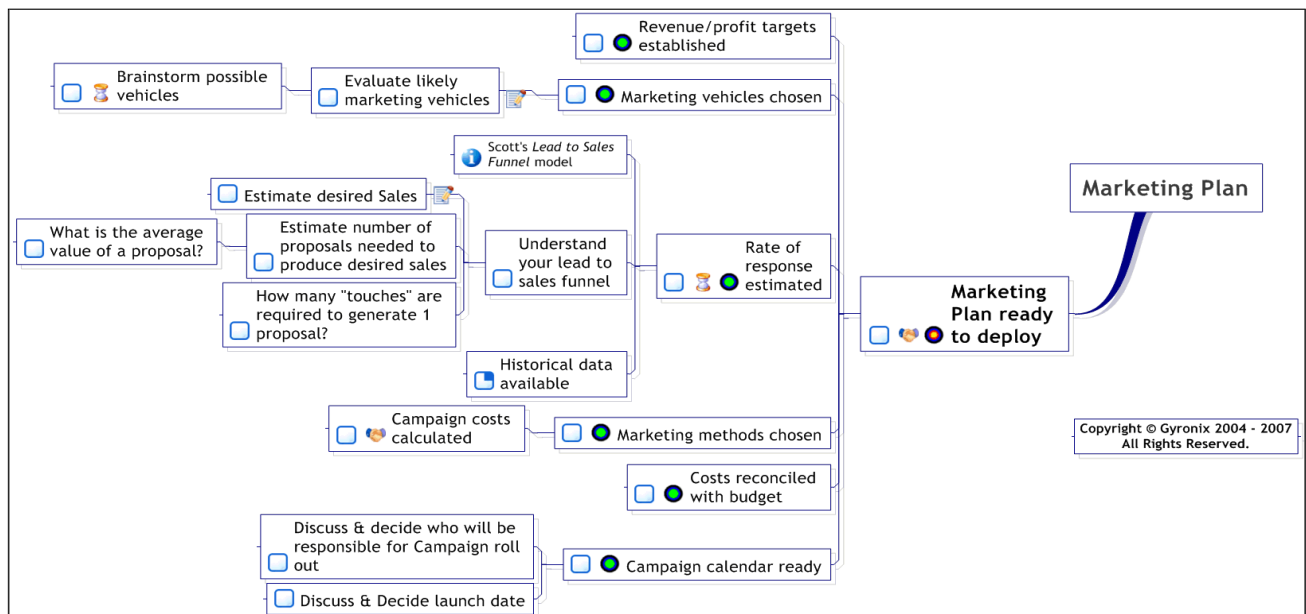 Revenue/profit targets
established
Brainstorm possible
vehicles
Evaluate likely
marketing vehicles
Marketing vehicles chosen
Scott's Lead to Sales
Funnel model
Marketing Plan
Estimate desired Sales
What is the average
value of a proposal?
Estimate number of
proposals needed to
produce desired sales
Understand
your lead to
sales funnel
Rate of
response
estimated
How many "touches" are
required to generate 1
proposal?
Marketing
Plan ready
to deploy
Historical data
available
Campaign costs
calculated
Marketing methods chosen
Copyright © Gyronix 2004 - 2007
All Rights Reserved.
Costs reconciled
with budget
Discuss & decide who will be
responsible for Campaign roll
out
Campaign calendar ready
Discuss & Decide launch date